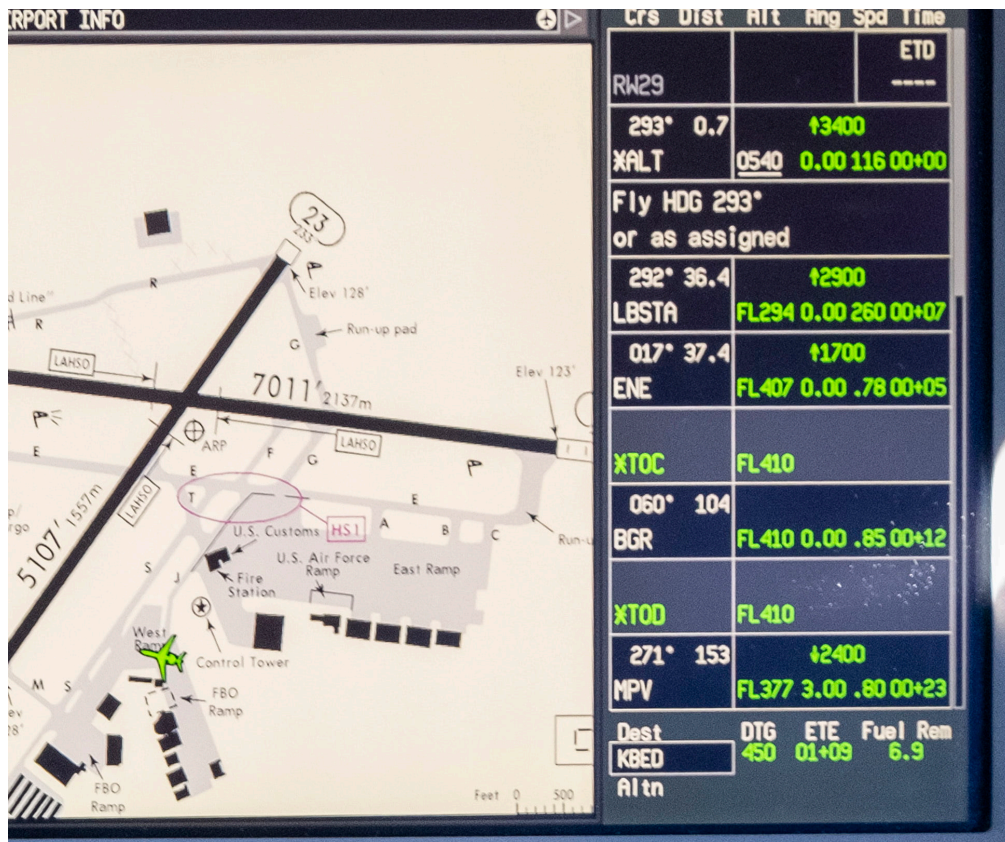 IRPORT INFO
23
233
Elev 128'
d Line"
R
R
Run-up pad
G
LAHSO
7011' 2137m
Elev 123'
ARP
LAHSO
E
F
G
E
T
E
LAHSO
5107' 1557m
HS1
U.S. Customs
A
B
C
U.S. Air Force
Ramp
East Ramp
Run-u
S
J
Fire
Station
West
Ramp
Control Tower
M S
FBO
Ramp
FBO
Ramp
Feet 0 500
Crs Dist Alt Ang Spd Time
ETD
RW29 ----
293° 0.7 ↑3400
XALT 0540 0.00 116 00+00
Fly HDG 293°
or as assigned
292° 36.4 ↑2900
LBSTA FL294 0.00 260 00+07
017° 37.4 ↑1700
ENE FL407 0.00 .78 00+05
XTOC FL410
060° 104
BGR FL410 0.00 .85 00+12
XTOD FL410
271° 153 ↓2400
MPV FL377 3.00 .80 00+23
Dest DTG ETE Fuel Rem
KBED 450 01+09 6.9
Altn